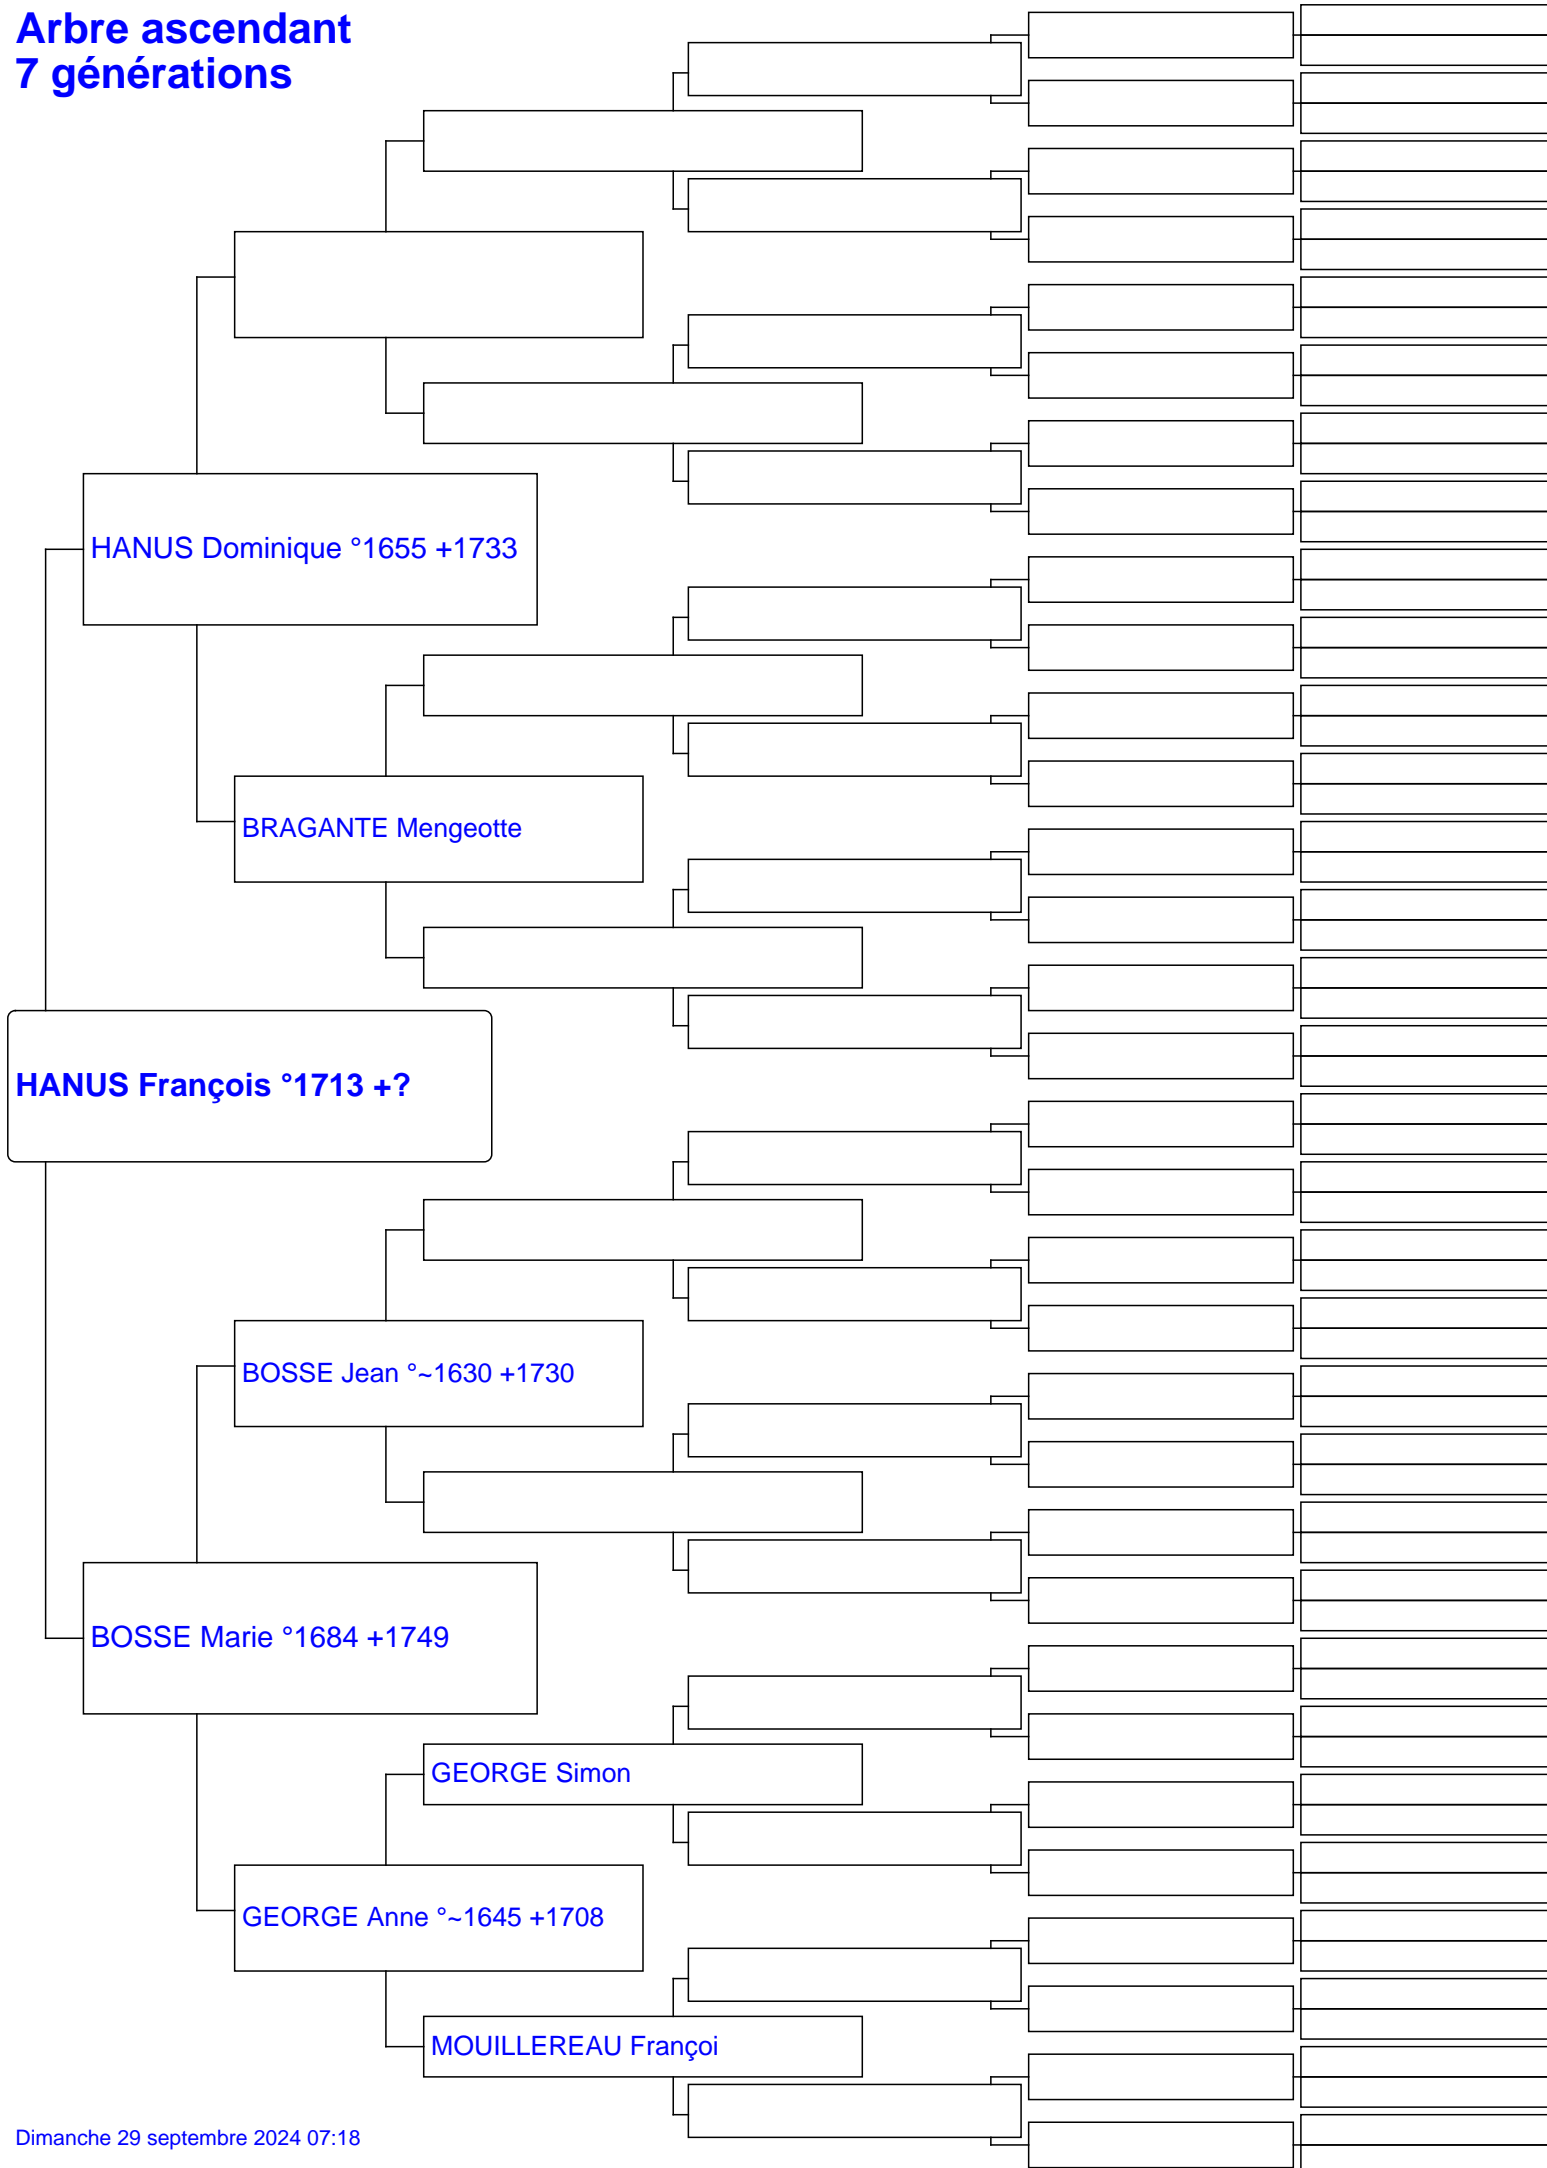 Arbre ascendant
7 générations
HANUS Dominique °1655 +1733
BRAGANTE Mengeotte
HANUS François °1713 +?
BOSSE Jean °~1630 +1730
BOSSE Marie °1684 +1749
GEORGE Simon
GEORGE Anne °~1645 +1708
MOUILLEREAU Françoi
Dimanche 29 septembre 2024 07:18